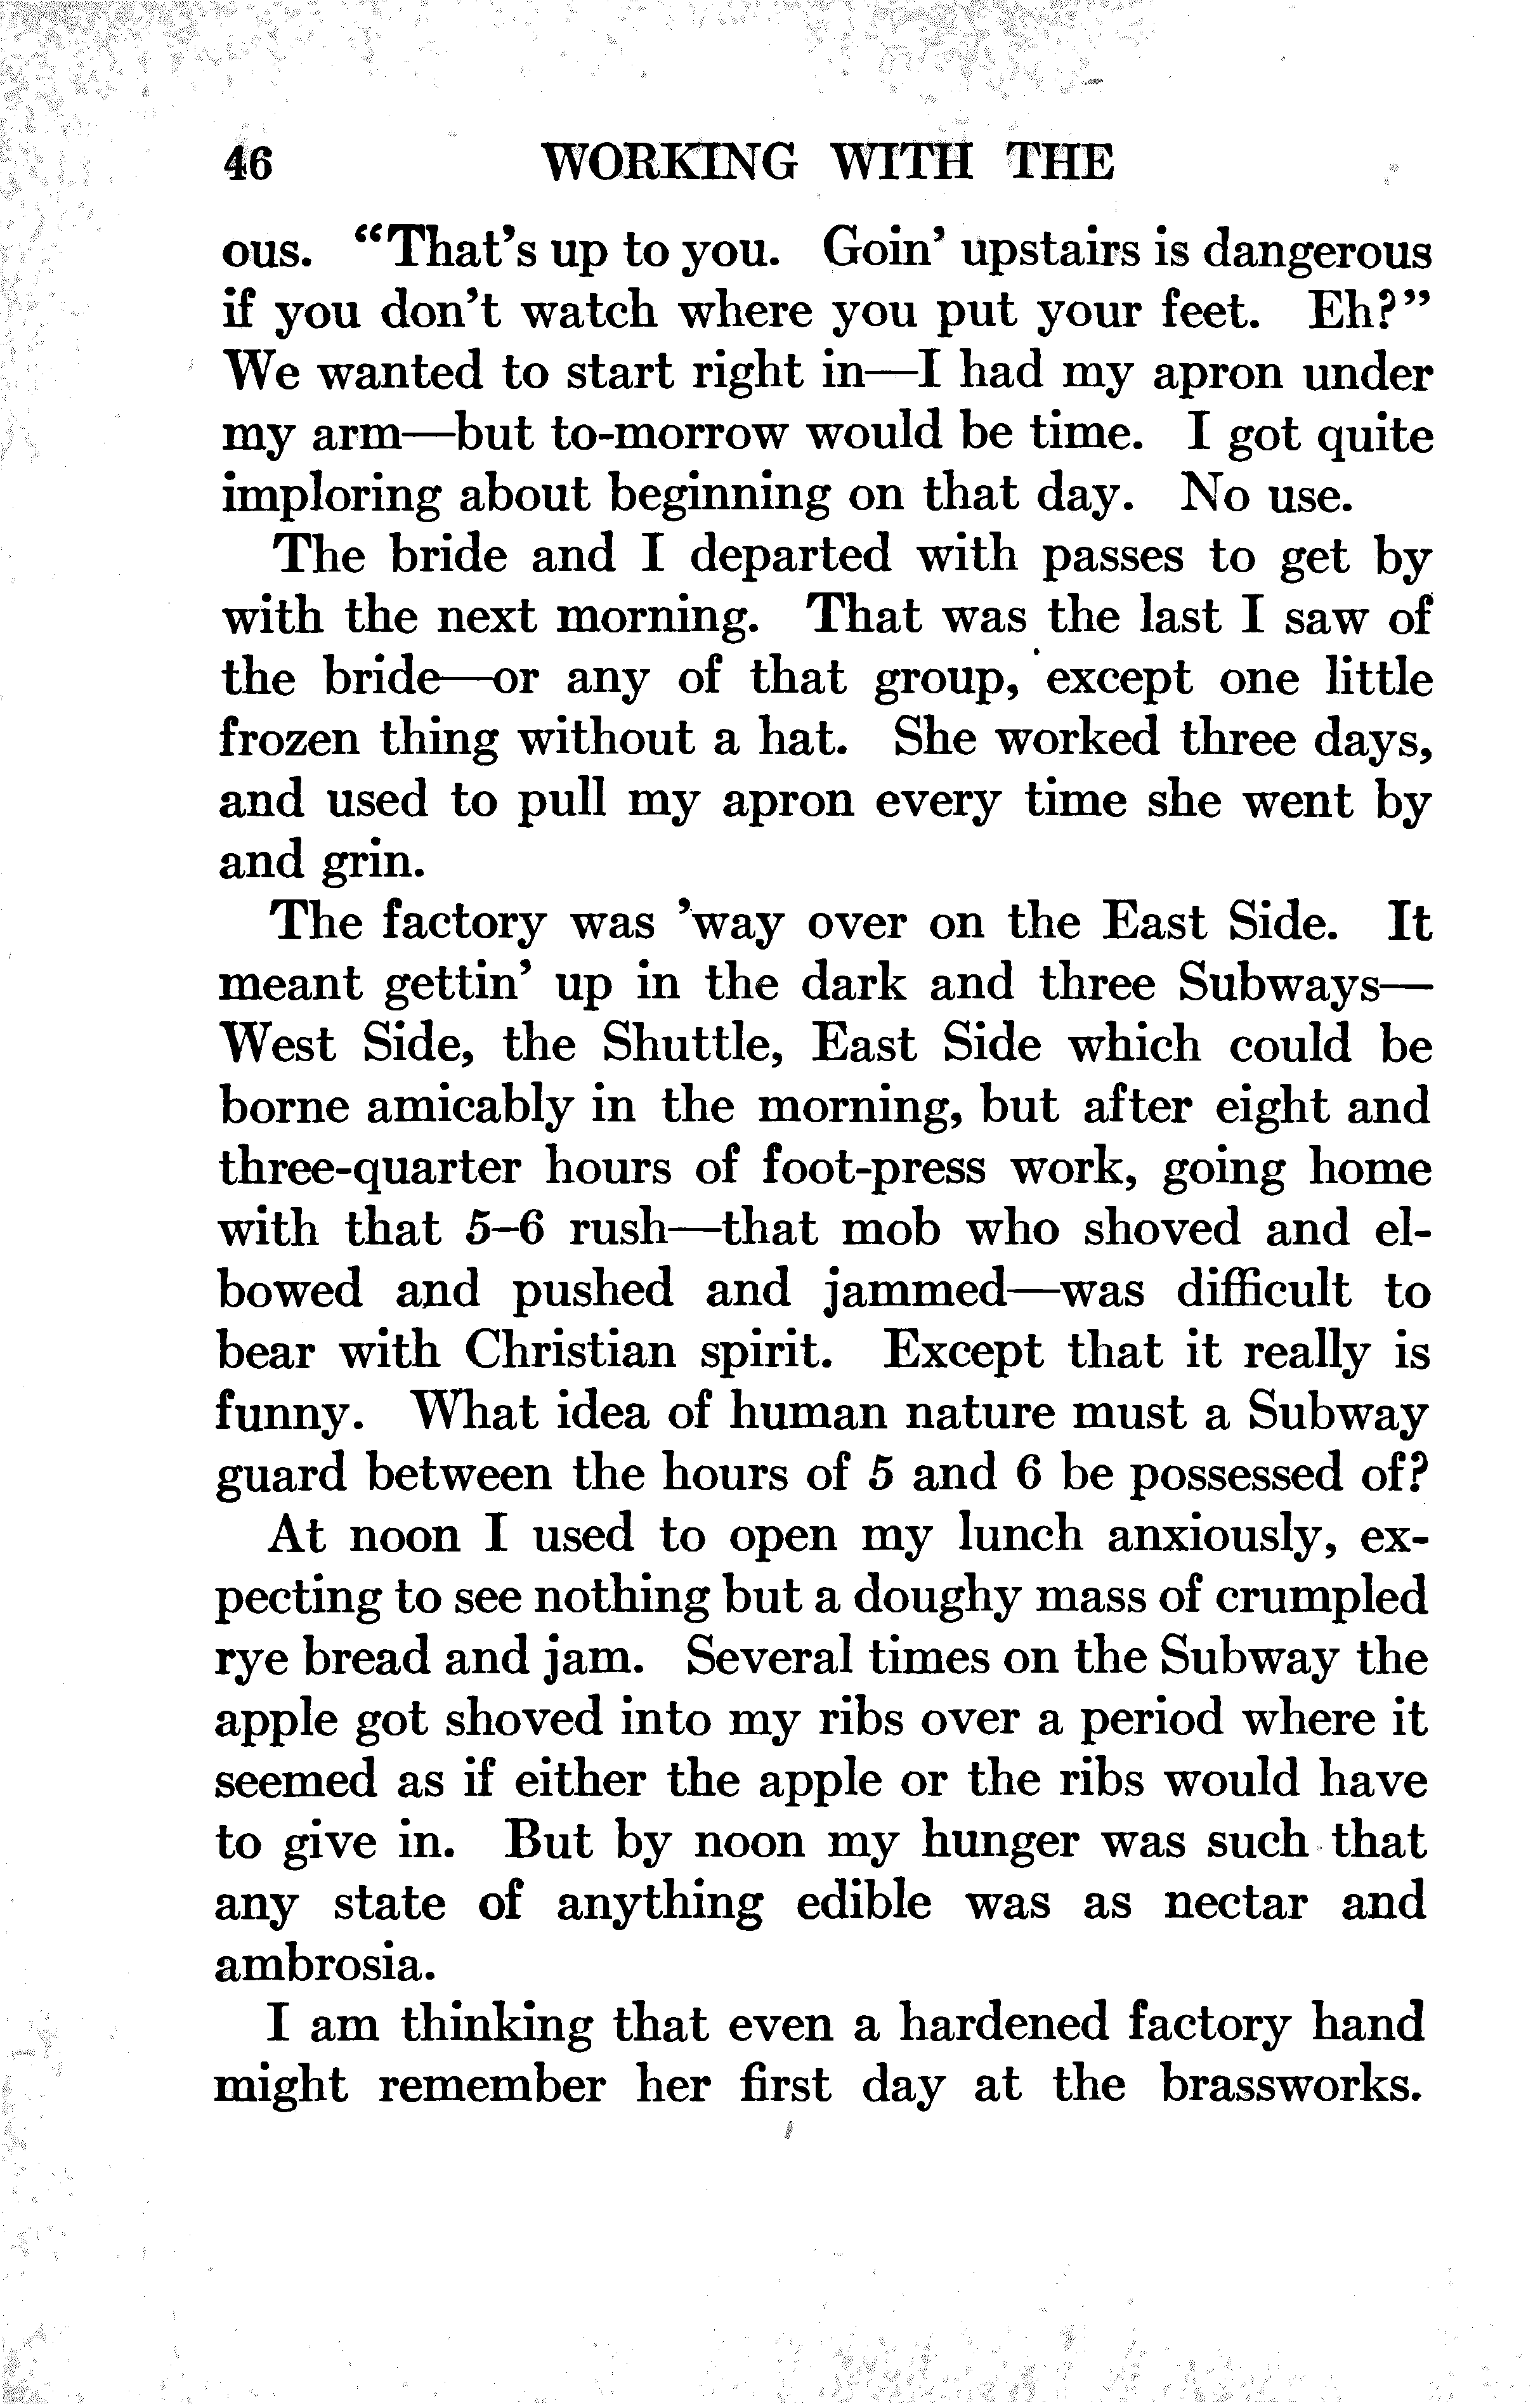 46 WORKING WITH THE
ous. “That’s up to you. Goin’ upstairs is dangerous
if you don’t watch where you put your feet. Eh?”
We wanted to start right in—I had my apron under
my arm—but to-morrow would be time. I got quite
imploring about beginning on that day. No use.
The bride and I departed with passes to get by
with the next morning. That was the last I saw of
the bride—or any of that group, except one little
frozen thing without a hat. She worked three days,
and used to pull my apron every time she went by
and grin.
The factory was ’way over on the East Side. It
meant gettin’ up in the dark and three Subways—
West Side, the Shuttle, East Side which could be
borne amicably in the morning, but after eight and
three-quarter hours of foot-press work, going home
with that 5–6 rush—that mob who shoved and el-
bowed and pushed and jammed—was difficult to
bear with Christian spirit. Except that it really is
funny. What idea of human nature must a Subway
guard between the hours of 5 and 6 be possessed of?
At noon I used to open my lunch anxiously, ex-
pecting to see nothing but a doughy mass of crumpled
rye bread and jam. Several times on the Subway the
apple got shoved into my ribs over a period where it
seemed as if either the apple or the ribs would have
to give in. But by noon my hunger was such that
any state of anything edible was as nectar and
ambrosia.
I am thinking that even a hardened factory hand
might remember her first day at the brassworks.